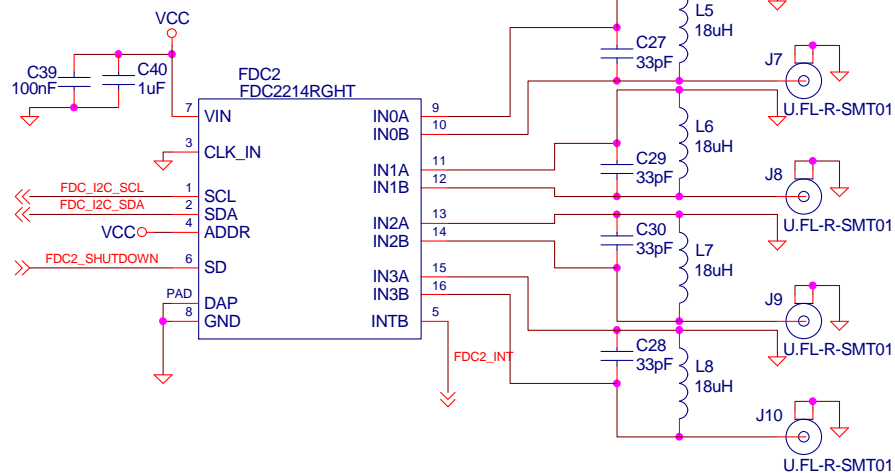 VCC
C39
100nF
C40
1uF
FDC2
FDC2214RGHT
7
VIN
3
CLK_IN
FDC_I2C_SCL
1
SCL
FDC_I2C_SDA
2
SDA
VCC
4
ADDR
FDC2_SHUTDOWN
6
SD
PAD
DAP
8
GND
IN0A
9
IN0B
10
IN1A
11
IN1B
12
IN2A
13
IN2B
14
IN3A
15
IN3B
16
INTB
5
FDC2_INT
L5
18uH
C27
33pF
J7
U.FL-R-SMT01
L6
18uH
C29
33pF
J8
U.FL-R-SMT01
C30
33pF
L7
18uH
J9
U.FL-R-SMT01
C28
33pF
L8
18uH
J10
U.FL-R-SMT01